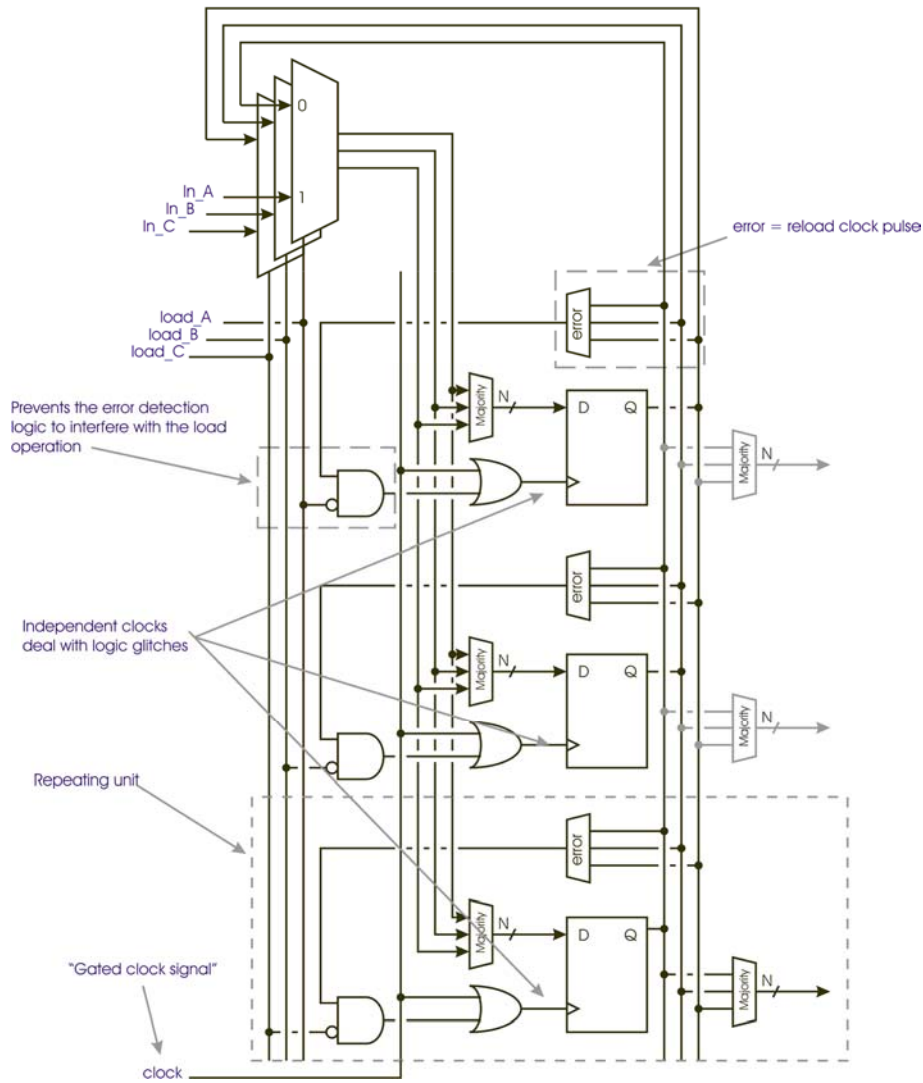 0
In_A
1
In_B
In_C
error = reload clock pulse
load_A
load_B
load_C
error
Prevents the error detection
logic to interfere with the load
operation
Majority
N
D
Q
Majority
N
error
Independent clocks
deal with logic glitches
Majority
N
D
Q
Majority
N
Repeating unit
error
Majority
N
D
Q
"Gated clock signal"
Majority
N
clock